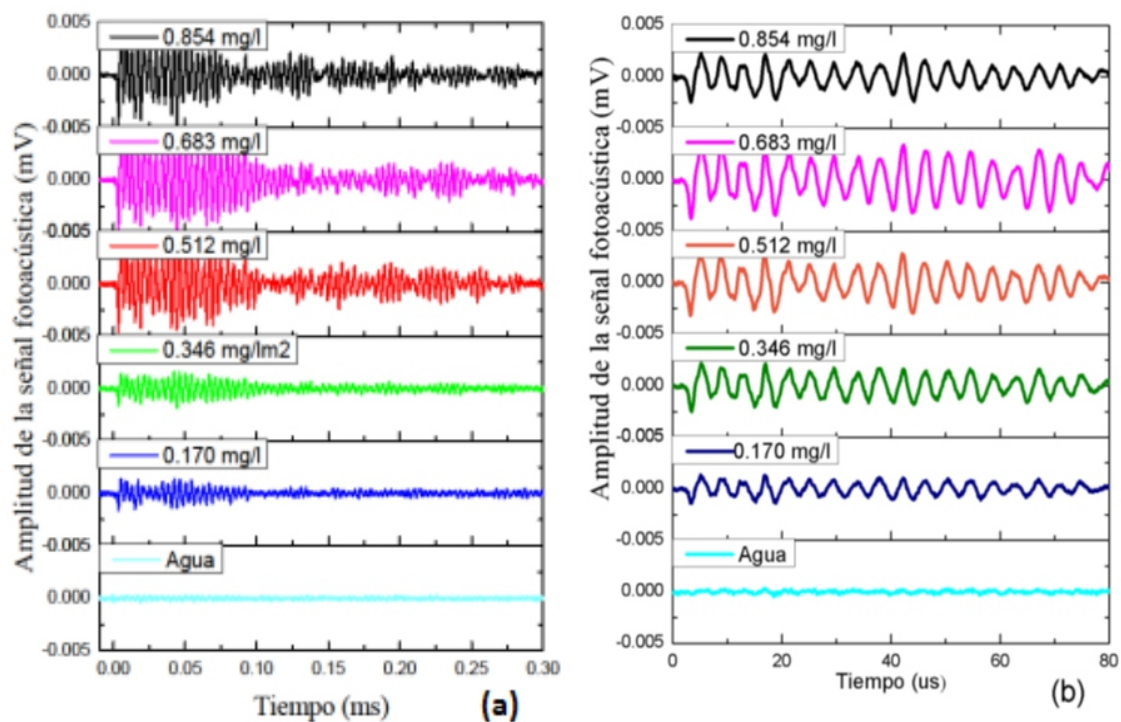 Amplitud de la señal fotoacústica (mV)
0.005
0.854 mg/l
0.000
-0.005
0.683 mg/l
0.000
-0.005
0.512 mg/l
0.000
-0.005
0.346 mg/lm2
0.000
-0.005
0.170 mg/l
0.000
-0.005
Agua
0.000
-0.005
0.00 0.05 0.10 0.15 0.20 0.25 0.30
Tiempo (ms)
(a)
Amplitud de la señal fotoacústica (mV)
0.005
0.854 mg/l
0.000
-0.005
0.683 mg/l
0.000
-0.005
0.512 mg/l
0.000
-0.005
0.346 mg/l
0.000
-0.005
0.170 mg/l
0.000
-0.005
Agua
0.000
-0.005
0 20 40 60 80
Tiempo (us)
(b)